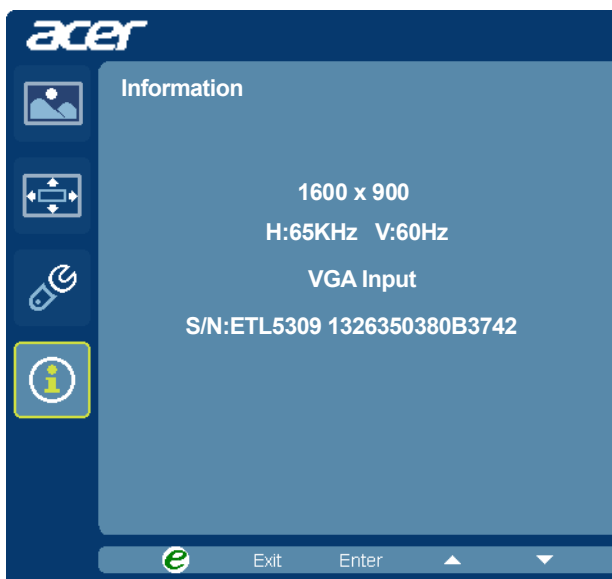 acer
Information
1600 x 900
H:65KHz V:60Hz
VGA Input
S/N:ETL5309 1326350380B3742
e Exit Enter